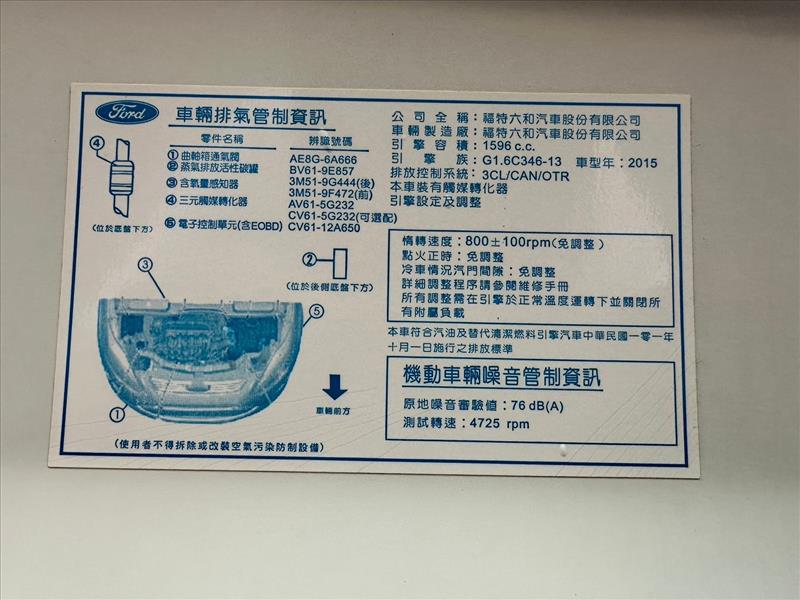 Ford
車輛排氣管制資訊
零件名稱 辨識號碼
①曲軸箱通氣閥 AE8G-6A666
②蒸氣排放活性碳罐 BV61-9E857
③含氧量感知器 3M51-9G444(後)
3M51-9F472(前)
④三元觸媒轉化器 AV61-5G232
CV61-5G232(可選配)
⑤電子控制單元(含EOBD) CV61-12A650
④
(位於底盤下方)
②
(位於後側底盤下方)
③
⑤
①
車輛前方
(使用者不得拆除或改裝空氣污染防制設備)
公司全稱：福特六和汽車股份有限公司
車輛製造廠：福特六和汽車股份有限公司
引擎容積：1596 c.c.
引擎族：G1.6C346-13 車型年：2015
排放控制系統：3CL/CAN/OTR
本車裝有觸媒轉化器
引擎設定及調整
惰轉速度：800±100rpm(免調整)
點火正時：免調整
冷車情況汽門間隙：免調整
詳細調整程序請參閱維修手冊
所有調整需在引擎於正常溫度運轉下並關閉所
有附屬負載
本車符合汽油及替代清潔燃料引擎汽車中華民國一零一年
十月一日施行之排放標準
機動車輛噪音管制資訊
原地噪音審驗值：76 dB(A)
測試轉速：4725 rpm